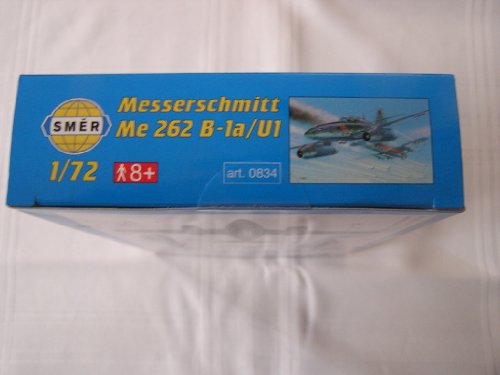 SMĚR
Messerschmitt
Me 262 B-1a/U1
1/72
8+
art. 0834